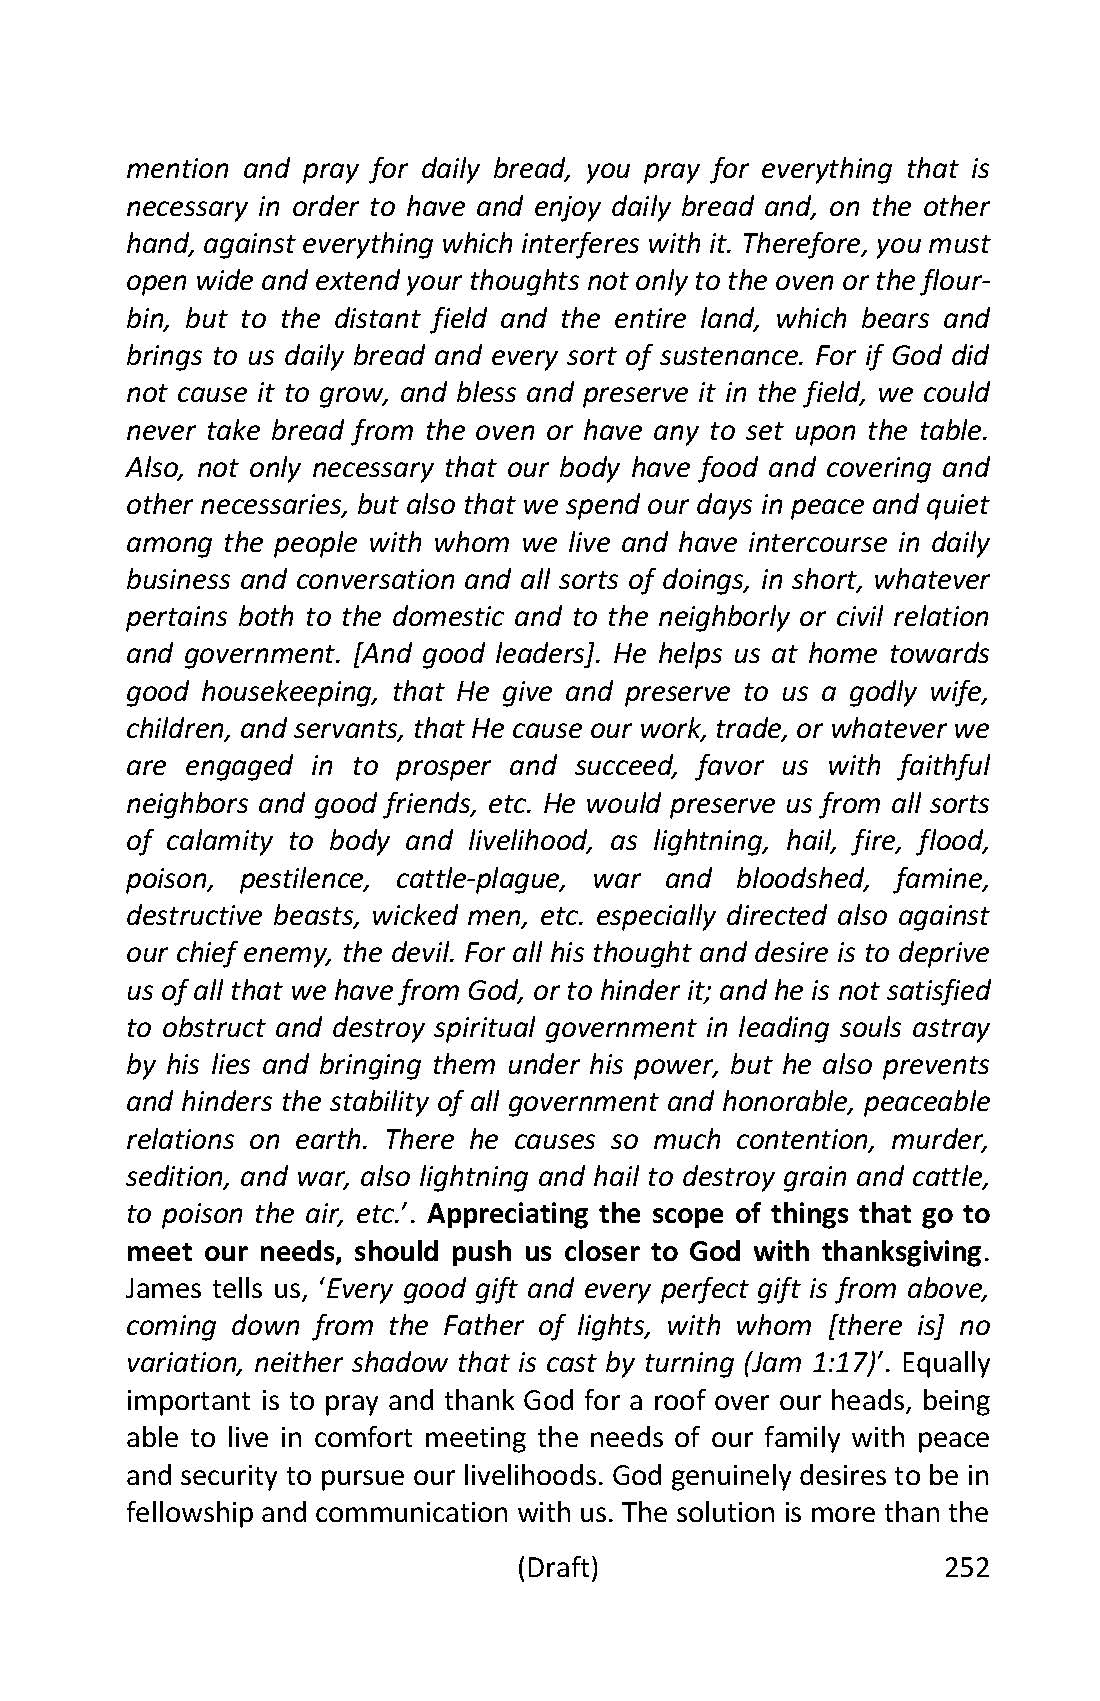 mention and pray for daily bread, you pray for everything that is
necessary in order to have and enjoy daily bread and, on the other
hand, against everything which interferes with it. Therefore, you must
open wide and extend your thoughts not only to the oven or the flour-
bin, but to the distant field and the entire land, which bears and
brings to us daily bread and every sort of sustenance. For if God did
not cause it to grow, and bless and preserve it in the field, we could
never take bread from the oven or have any to set upon the table.
Also, not only necessary that our body have food and covering and
other necessaries, but also that we spend our days in peace and quiet
among the people with whom we live and have intercourse in daily
business and conversation and all sorts of doings, in short, whatever
pertains both to the domestic and to the neighborly or civil relation
and government. [And good leaders]. He helps us at home towards
good housekeeping, that He give and preserve to us a godly wife,
children, and servants, that He cause our work, trade, or whatever we
are engaged in to prosper and succeed, favor us with faithful
neighbors and good friends, etc. He would preserve us from all sorts
of calamity to body and livelihood, as lightning, hail, fire, flood,
poison, pestilence, cattle-plague, war and bloodshed, famine,
destructive beasts, wicked men, etc. especially directed also against
our chief enemy, the devil. For all his thought and desire is to deprive
us of all that we have from God, or to hinder it; and he is not satisfied
to obstruct and destroy spiritual government in leading souls astray
by his lies and bringing them under his power, but he also prevents
and hinders the stability of all government and honorable, peaceable
relations on earth. There he causes so much contention, murder,
sedition, and war, also lightning and hail to destroy grain and cattle,
to poison the air, etc.’. Appreciating the scope of things that go to
meet our needs, should push us closer to God with thanksgiving.
James tells us, ‘Every good gift and every perfect gift is from above,
coming down from the Father of lights, with whom [there is] no
variation, neither shadow that is cast by turning (Jam 1:17)’. Equally
important is to pray and thank God for a roof over our heads, being
able to live in comfort meeting the needs of our family with peace
and security to pursue our livelihoods. God genuinely desires to be in
fellowship and communication with us. The solution is more than the
(Draft) 252